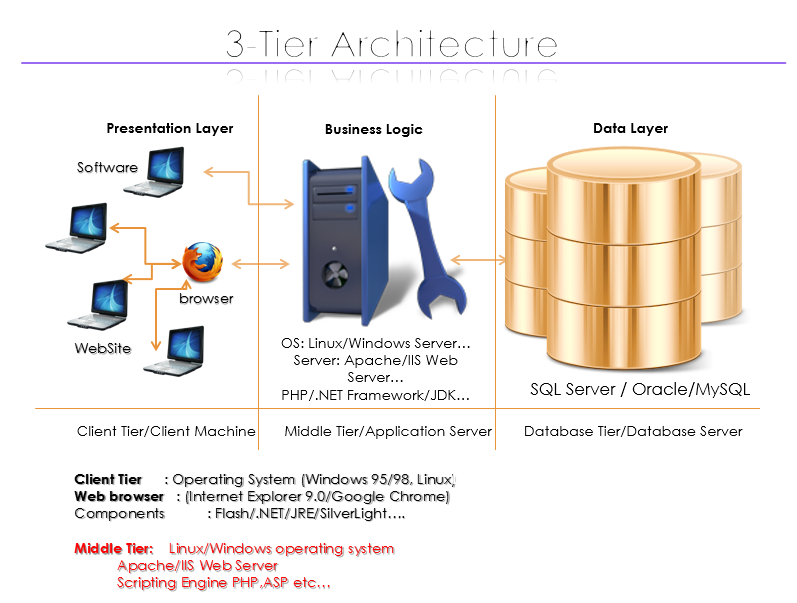 3-Tier Architecture
Presentation Layer
Business Logic
Data Layer
Software
browser
WebSite
OS: Linux/Windows Server...
Server: Apache/IIS Web
Server...
PHP/.NET Framework/JDK...
SQL Server / Oracle/MySQL
Client Tier/Client Machine
Middle Tier/Application Server
Database Tier/Database Server
Client Tier : Operating System (Windows 95/98, Linux)
Web browser : (Internet Explorer 9.0/Google Chrome)
Components : Flash/.NET/JRE/SilverLight....
Middle Tier: Linux/Windows operating system
Apache/IIS Web Server
Scripting Engine PHP,ASP etc...